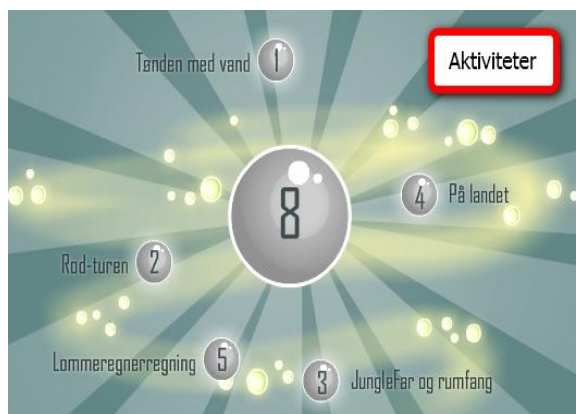 Tønden med vand 1
Aktiviteter
8
4 På landet
Rod-turen 2
Lommeregnerregning 5
3 JungleFar og rumfang